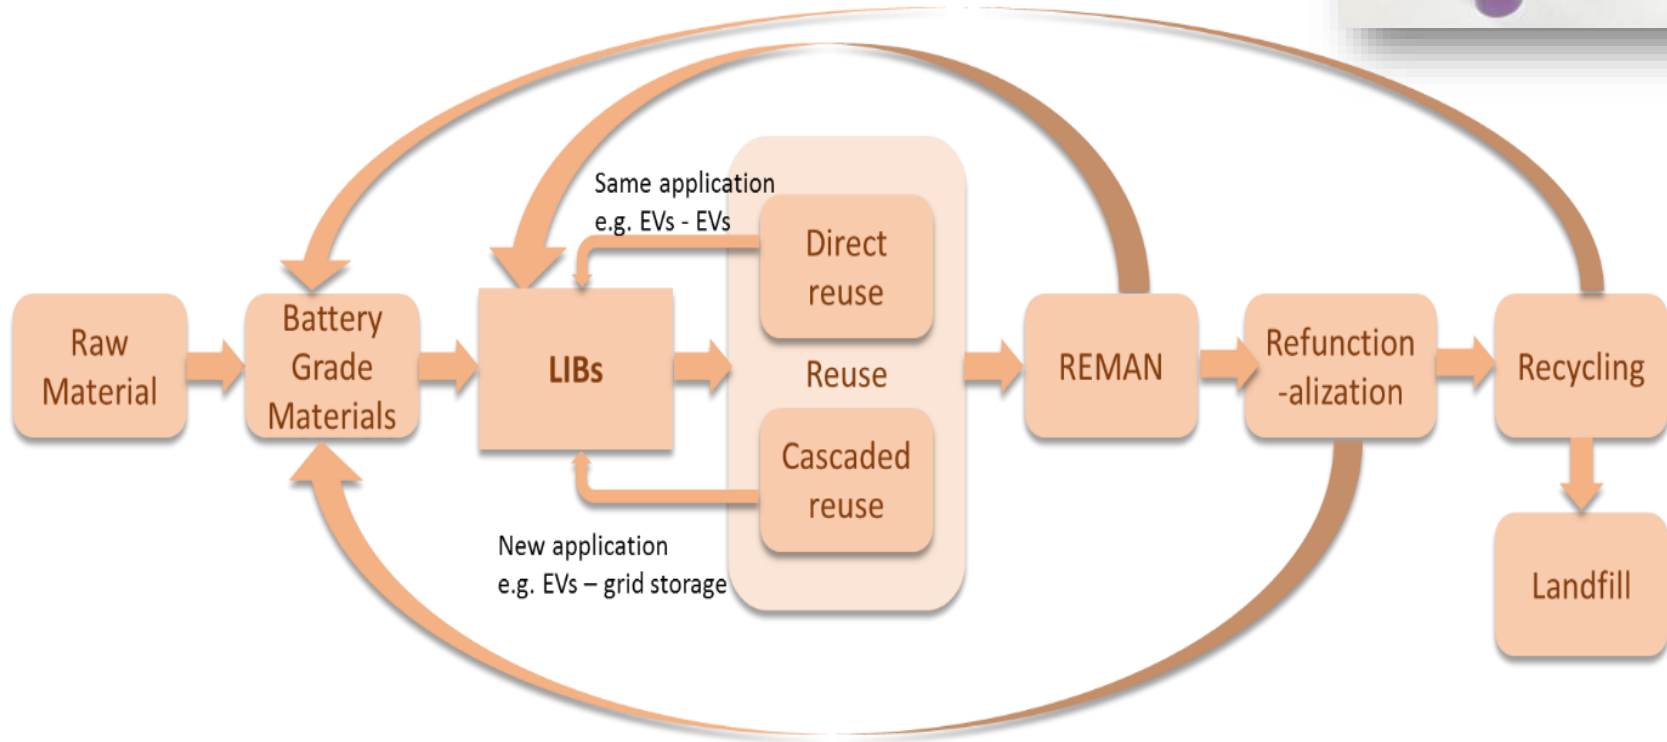 Same application
e.g. EVs - EVs
Direct
reuse
Raw
Material
Battery
Grade
Materials
LIBs
Reuse
REMAN
Refunction
-alization
Recycling
Cascaded
reuse
New application
e.g. EVs – grid storage
Landfill